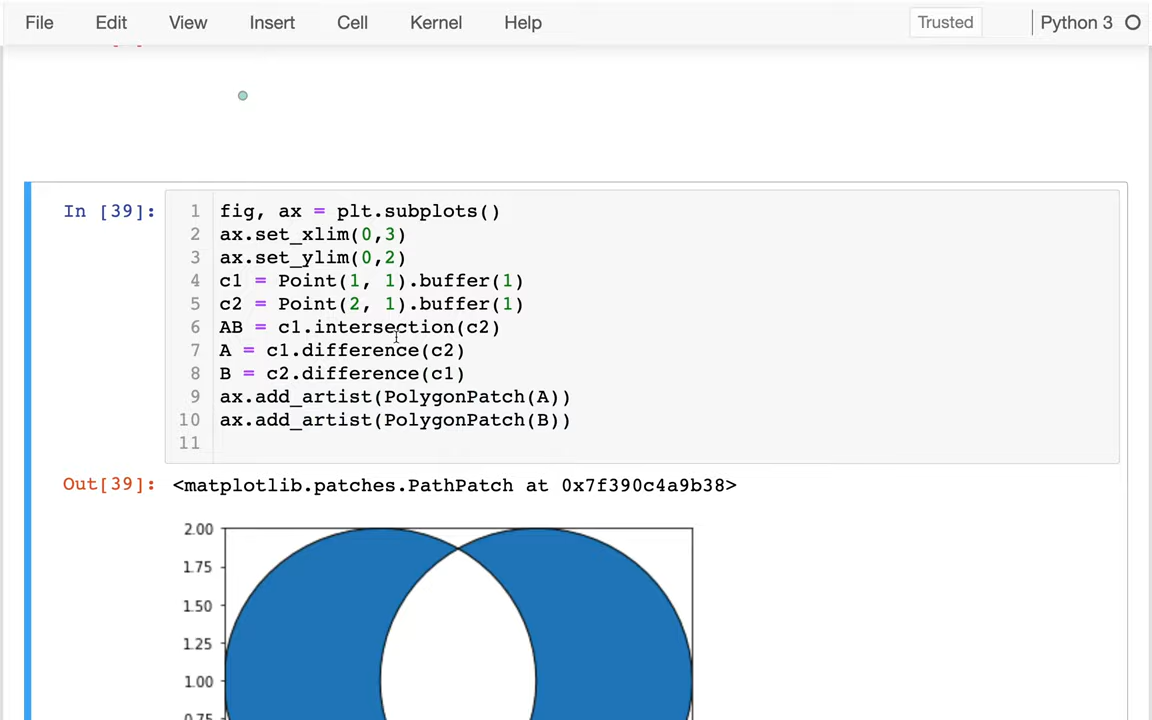 File Edit View Insert Cell Kernel Help Trusted Python 3
In [39]:
1 fig, ax = plt.subplots()
2 ax.set_xlim(0,3)
3 ax.set_ylim(0,2)
4 c1 = Point(1, 1).buffer(1)
5 c2 = Point(2, 1).buffer(1)
6 AB = c1.intersection(c2)
7 A = c1.difference(c2)
8 B = c2.difference(c1)
9 ax.add_artist(PolygonPatch(A))
10 ax.add_artist(PolygonPatch(B))
11
Out[39]: <matplotlib.patches.PathPatch at 0x7f390c4a9b38>
2.00
1.75
1.50
1.25
1.00
0.75